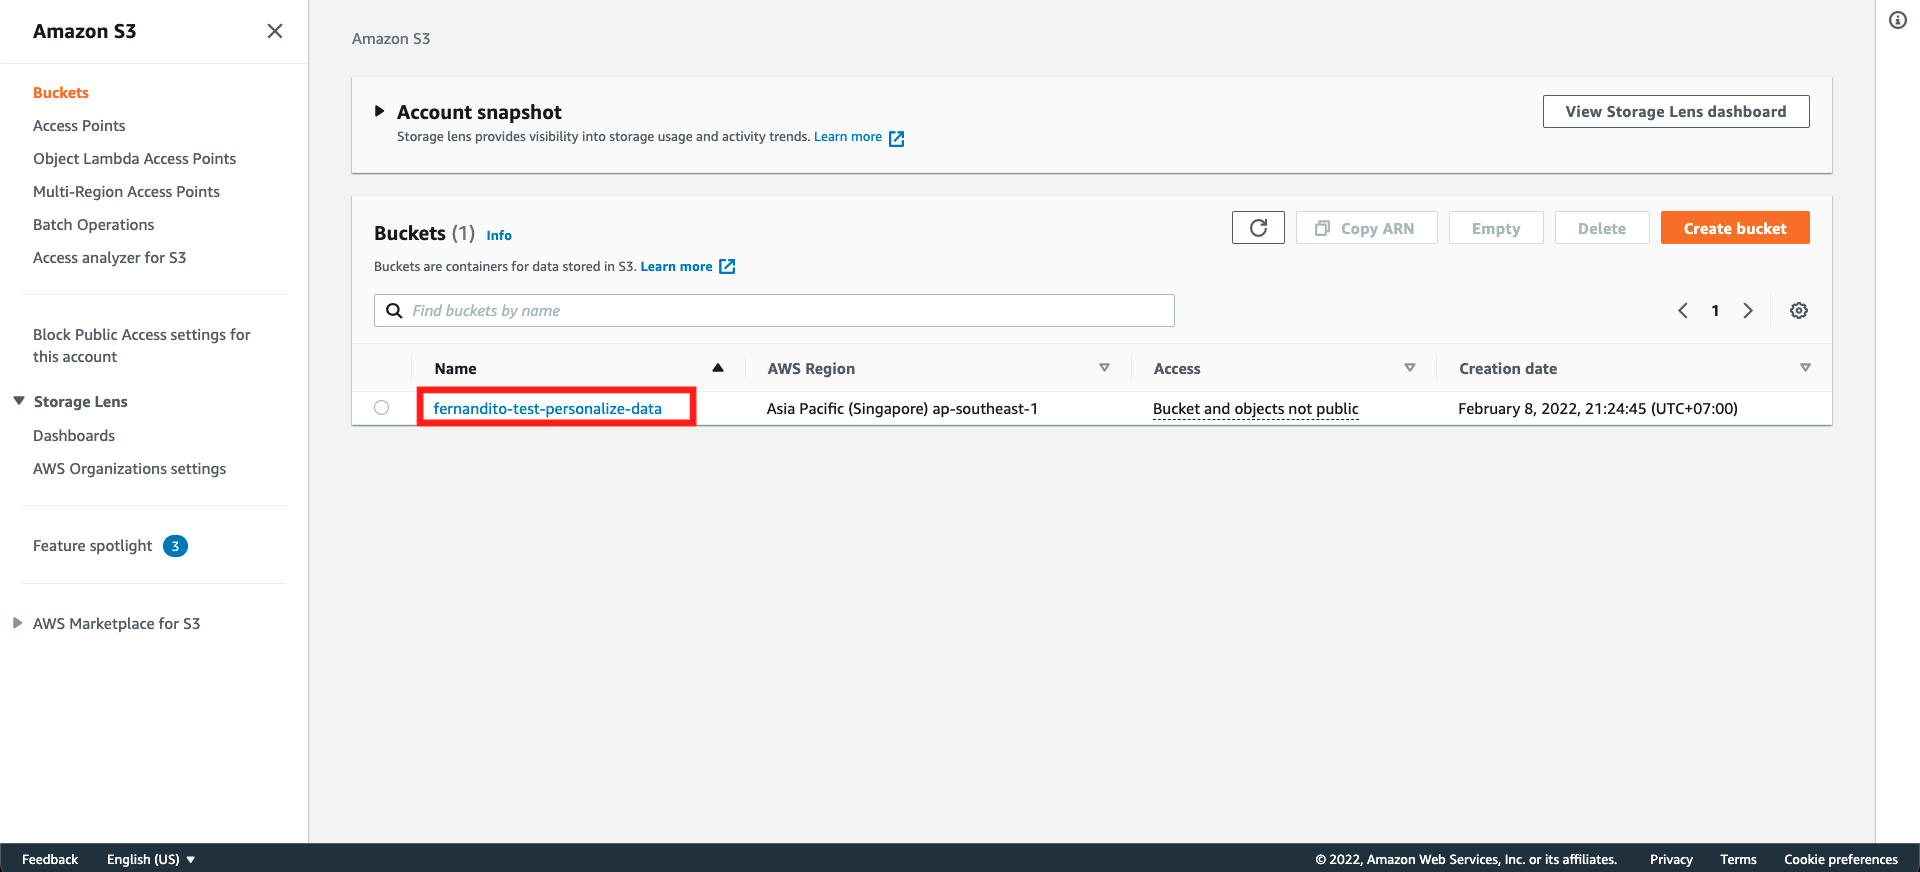 Amazon S3
Buckets
Access Points
Object Lambda Access Points
Multi-Region Access Points
Batch Operations
Access analyzer for S3
Block Public Access settings for
this account
Storage Lens
Dashboards
AWS Organizations settings
Feature spotlight 3
AWS Marketplace for S3
Amazon S3
Account snapshot
View Storage Lens dashboard
Storage lens provides visibility into storage usage and activity trends. Learn more
Buckets (1) Info
Copy ARN Empty Delete Create bucket
Buckets are containers for data stored in S3. Learn more
Find buckets by name
1
Name AWS Region Access Creation date
fernandito-test-personalize-data Asia Pacific (Singapore) ap-southeast-1 Bucket and objects not public February 8, 2022, 21:24:45 (UTC+07:00)
Feedback English (US) © 2022, Amazon Web Services, Inc. or its affiliates. Privacy Terms Cookie preferences